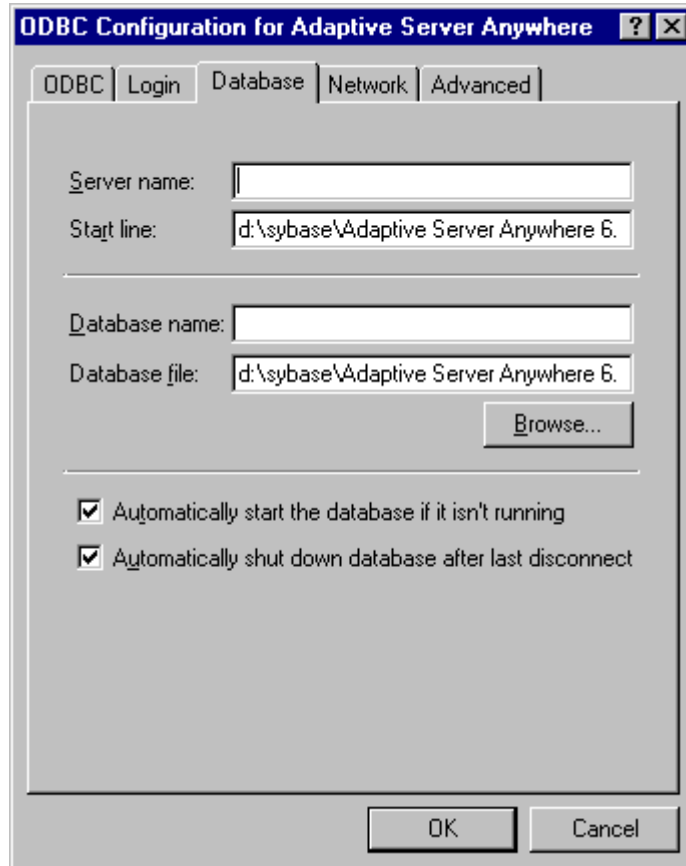 ODBC Configuration for Adaptive Server Anywhere
ODBC Login Database Network Advanced
Server name:
Start line: d:\sybase\Adaptive Server Anywhere 6.
Database name:
Database file: d:\sybase\Adaptive Server Anywhere 6.
Browse...
Automatically start the database if it isn't running
Automatically shut down database after last disconnect
OK Cancel